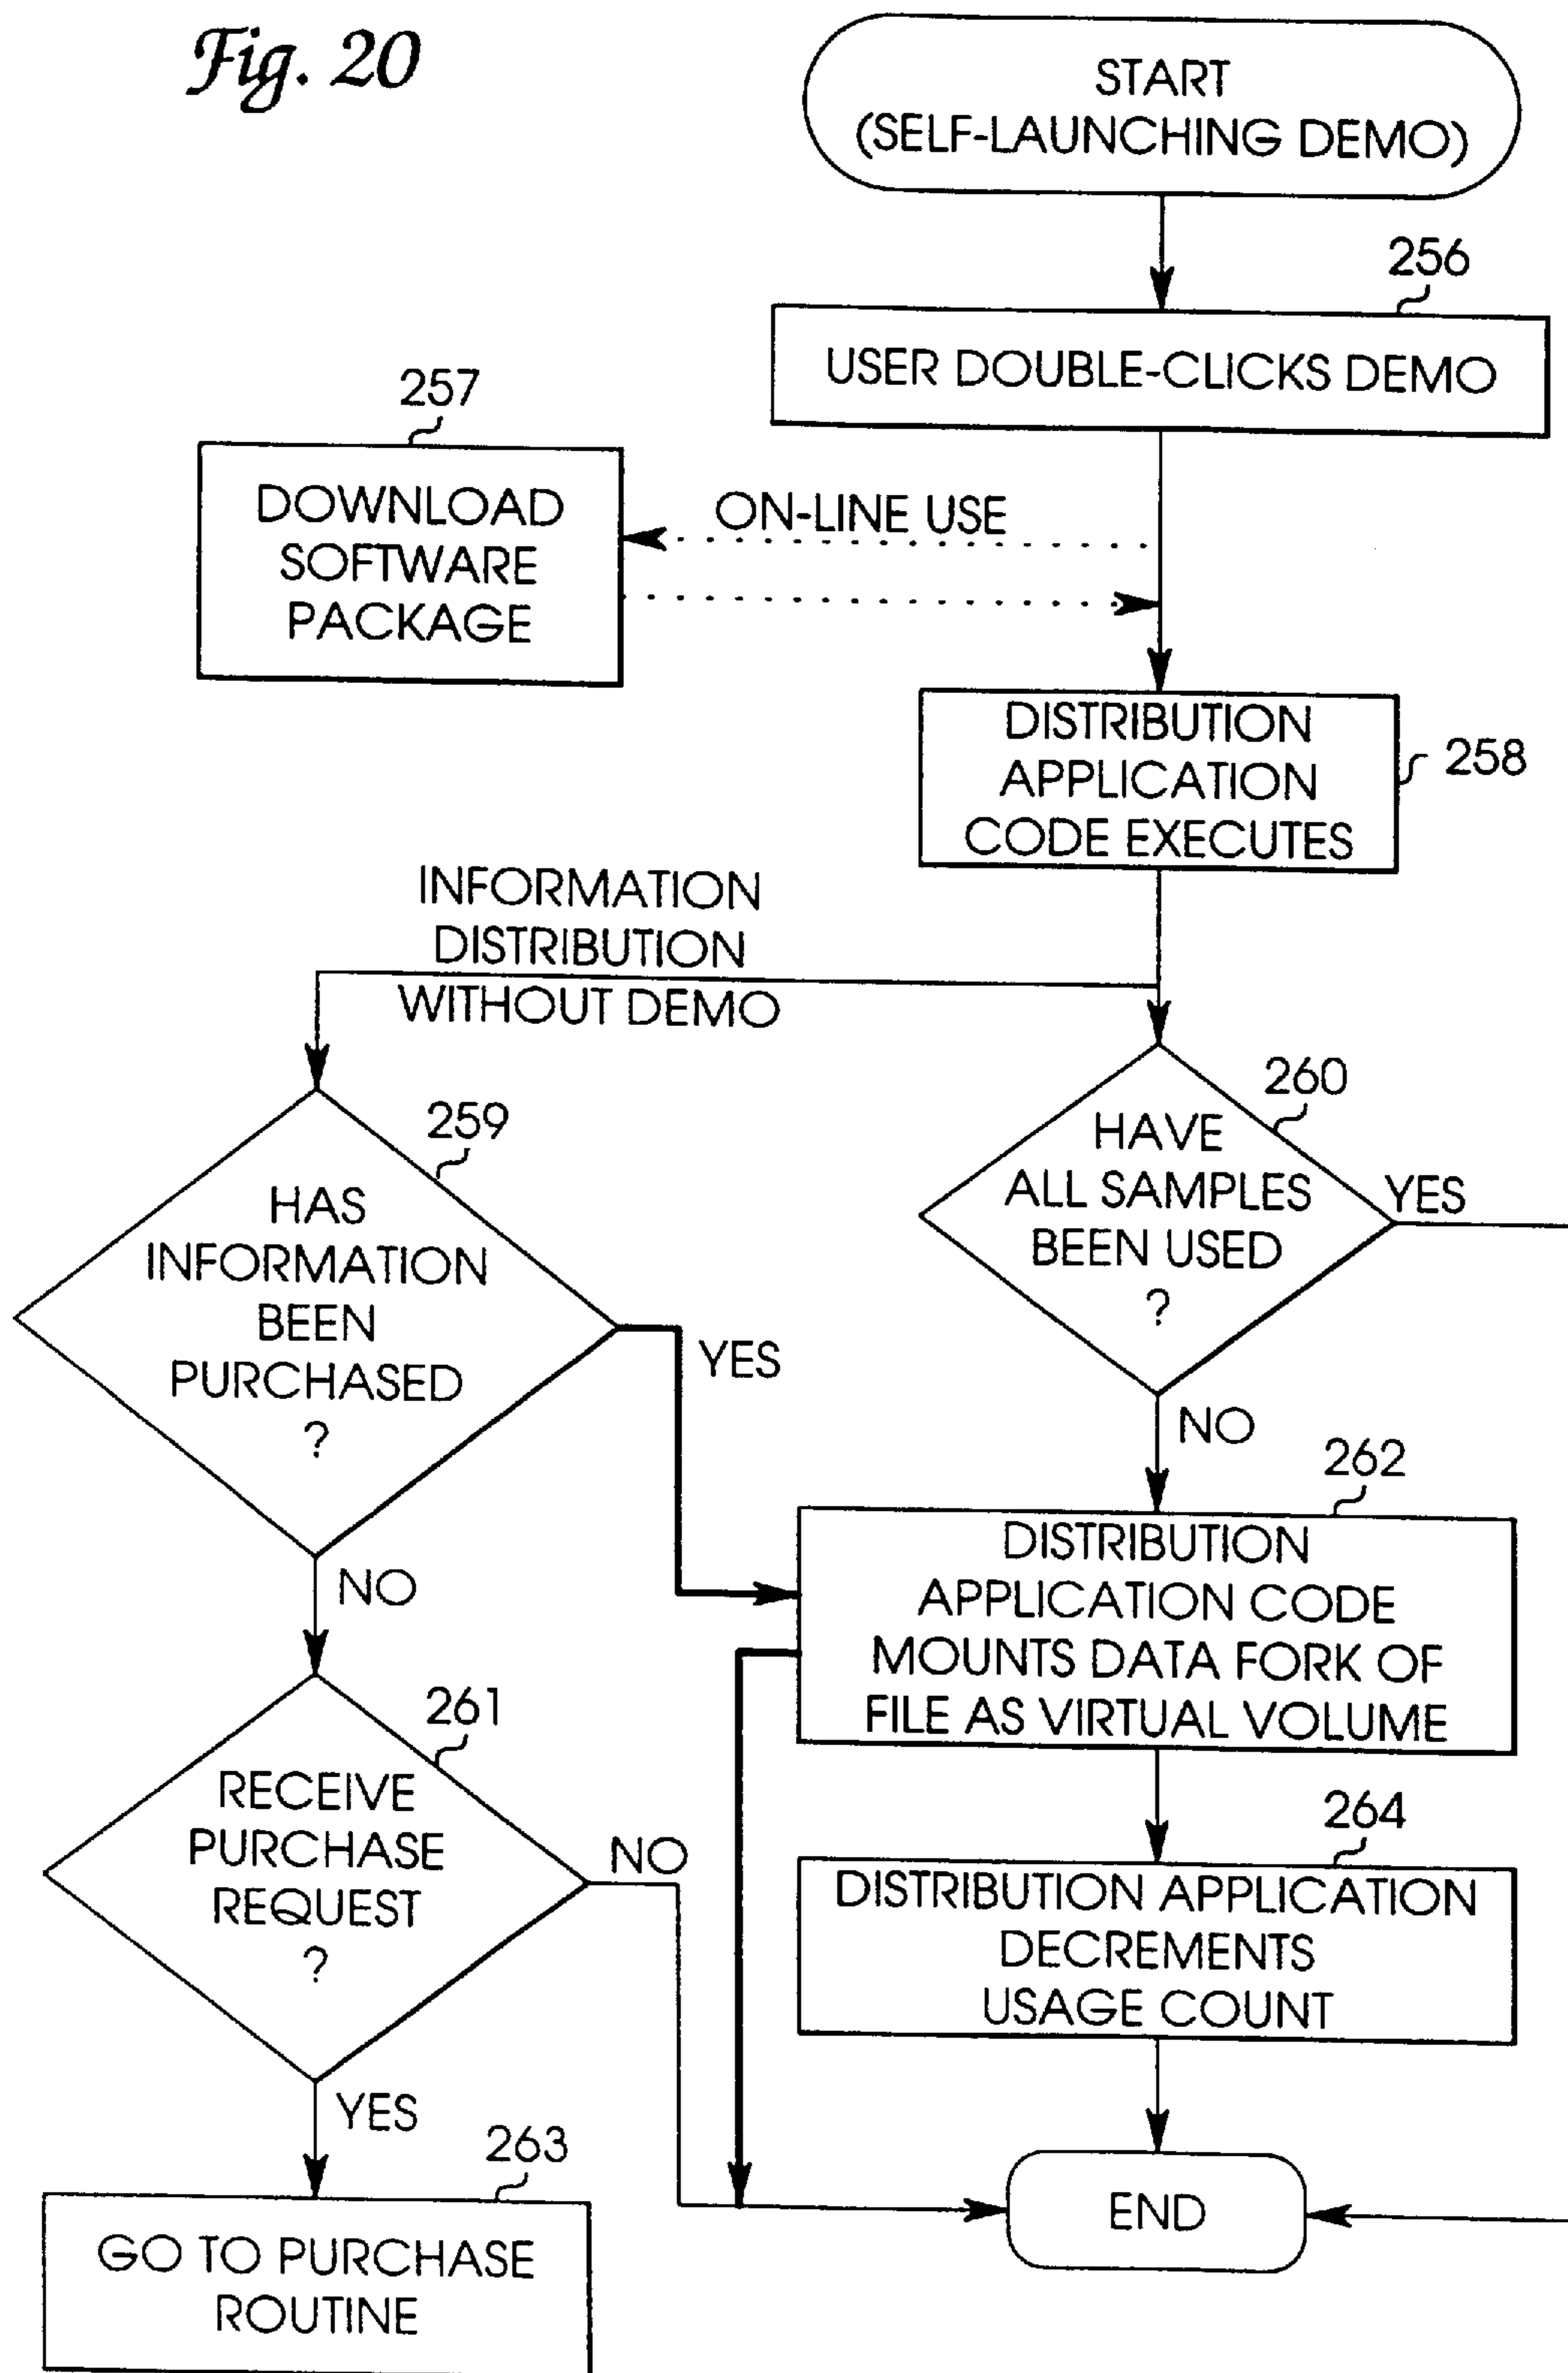 Fig. 20
START
(SELF-LAUNCHING DEMO)
256
USER DOUBLE-CLICKS DEMO
257
DOWNLOAD
SOFTWARE
PACKAGE
ON-LINE USE
DISTRIBUTION
APPLICATION
CODE EXECUTES
258
INFORMATION
DISTRIBUTION
WITHOUT DEMO
259
HAS
INFORMATION
BEEN
PURCHASED
?
YES
NO
260
HAVE
ALL SAMPLES
BEEN USED
?
YES
NO
261
RECEIVE
PURCHASE
REQUEST
?
NO
YES
262
DISTRIBUTION
APPLICATION CODE
MOUNTS DATA FORK OF
FILE AS VIRTUAL VOLUME
264
DISTRIBUTION APPLICATION
DECREMENTS
USAGE COUNT
263
GO TO PURCHASE
ROUTINE
END